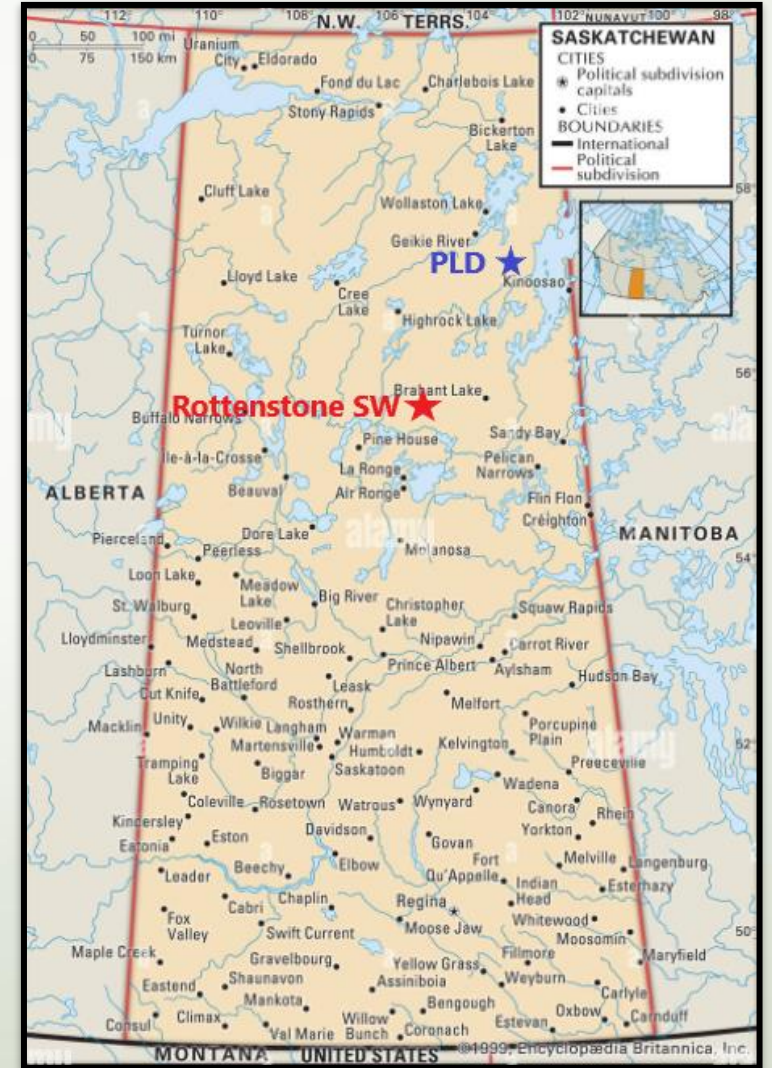 112° 110° 108° 106° 104° 102° 100° 98°
N.W. TERRS.
NUNAVUT
0 50 100 mi
0 75 150 km
SASKATCHEWAN
CITIES
Political subdivision
capitals
Cities
BOUNDARIES
International
Political
subdivision
Uranium
City
Eldorado
Fond du Lac
Charlebois Lake
Stony Rapids
Bickerton
Lake
58°
Cluff Lake
Wollaston Lake
Geikie River
PLD
Kinoosao
Lloyd Lake
Cree
Lake
Highrock Lake
Turnor
Lake
56°
Brabant Lake
Rottenstone SW
Buffalo Narrows
Sandy Bay
Pine House
Ile-à-la-Crosse
La Ronge
Pelican
Narrows
Beauval
Air Ronge
ALBERTA
Flin Flon
Creighton
Dore Lake
alamy
MANITOBA
Pierceland
Peerless
Molanosa
54°
Loon Lake
Meadow
Lake
Big River
Christopher
Lake
Squaw Rapids
St. Walburg
Leoville
Lloydminster
Medstead
Shellbrook
Nipawin
Carrot River
Prince Albert
Aylsham
Lashburn
North
Battleford
Leask
Hudson Bay
Cut Knife
Rosthern
Melfort
Macklin
Unity
Wilkie
Langham
Warman
Porcupine
Plain
Martensville
Humboldt
Kelvington
52°
Tramping
Lake
Biggar
Saskatoon
Preeceville
Wadena
Coleville
Rosetown
Watrous
Wynyard
Canora
Rhein
Kindersley
Davidson
Yorkton
Eatonia
Eston
Govan
Elbow
Fort
Qu'Appelle
Melville
Langenburg
Leader
Beechy
Indian
Head
Esterhazy
Cabri
Chaplin
Regina
Fox
Valley
Swift Current
Moose Jaw
Whitewood
Moosomin
50°
Maple Creek
Gravelbourg
Yellow Grass
Fillmore
Maryfield
Eastend
Shaunavon
Assiniboia
Weyburn
Carlyle
Mankota
Bengough
Oxbow
Consul
Climax
Willow
Bunch
Estevan
Carnduff
Val Marie
Coronach
MONTANA UNITED STATES
©1999, Encyclopædia Britannica, Inc.